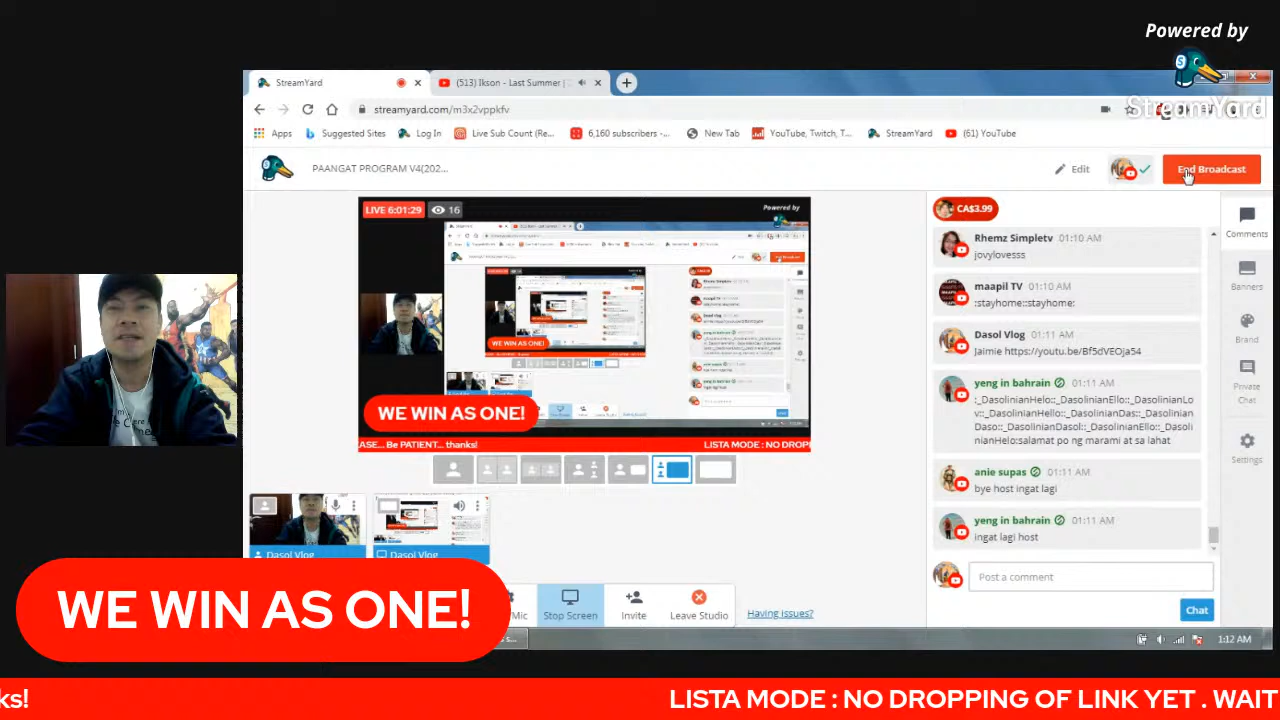 Powered by
StreamYard
StreamYard
(513) Ikson - Last Summer |
streamyard.com/m3x2vppkfv
Apps
Suggested Sites
Log In
Live Sub Count (Re...
6,160 subscribers -...
New Tab
YouTube, Twitch, T...
StreamYard
(61) YouTube
PAANGAT PROGRAM V4(202...
Edit
End Broadcast
LIVE 6:01:29
16
Powered by
WE WIN AS ONE!
WE WIN AS ONE!
ASE... Be PATIENT... thanks!
LISTA MODE : NO DROPI
CA$3.99
Rhemz Simpletv 01:10 AM
jovylovesss
maapil TV 01:10 AM
:stayhome::stayhome:
Dasol Vlog 01:11 AM
Jaimie https://youtu.be/Bf5dVEOja54
yeng in bahrain 01:11 AM
:_DasolinianHelo:_DasolinianEllo:_DasolinianLo
v::_DasolinianHelo::_DasolinianDas::_Dasolinian
Daso::_DasolinianDasol:_DasolinianEllo:_Dasoli
nianHelo:salamat po ng marami at sa lahat
anie supas 01:11 AM
bye host ingat lagi
yeng in bahrain 01:11 AM
ingat lagi host
Comments
Banners
Brand
Private
Chat
Settings
Dasol Vlog
Dasol Vlog
Mic
Stop Screen
Invite
Leave Studio
Having issues?
Post a comment
Chat
1:12 AM
WE WIN AS ONE!
ks!
LISTA MODE : NO DROPPING OF LINK YET . WAIT